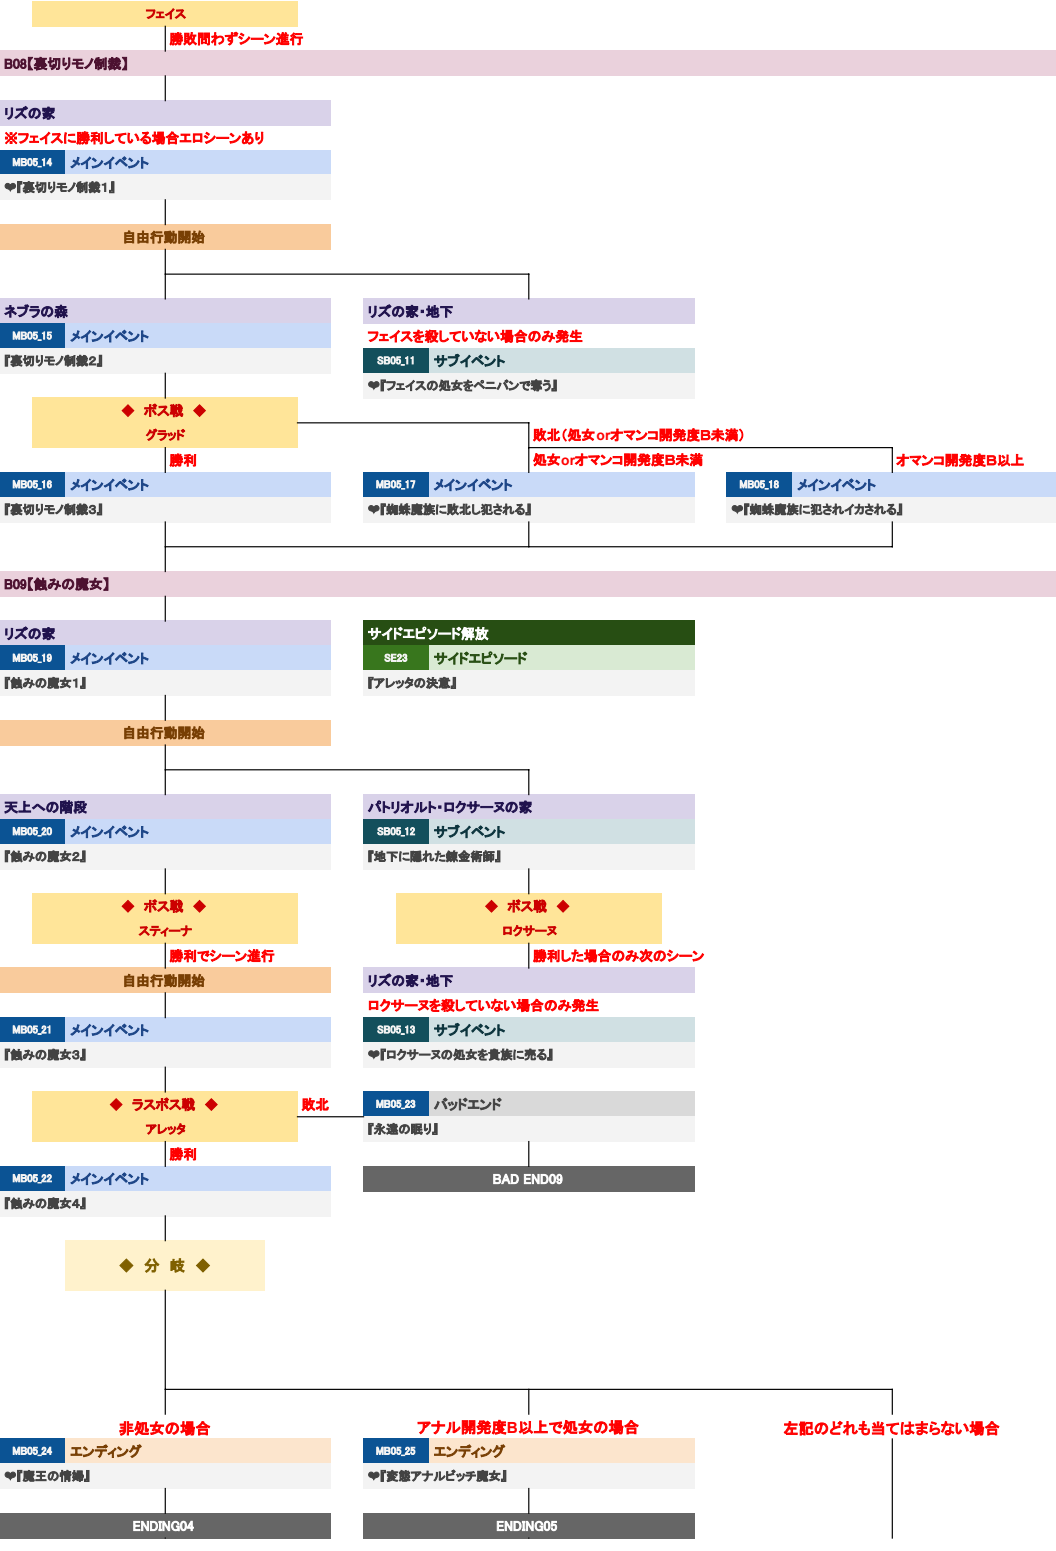 フェイス
勝敗問わずシーン進行
B08【裏切りモノ制裁】
リズの家
※フェイスに勝利している場合エロシーンあり
MB05_14 メインイベント
❤『裏切りモノ制裁1』
自由行動開始
ネブラの森 リズの家・地下
MB05_15 メインイベント フェイスを殺していない場合のみ発生
『裏切りモノ制裁2』 SB05_11 サブイベント
❤『フェイスの処女をペニバンで奪う』
◆ ボス戦 ◆
グラッド 敗北（処女orオマンコ開発度B未満）
勝利 処女orオマンコ開発度B未満 オマンコ開発度B以上
MB05_16 メインイベント MB05_17 メインイベント MB05_18 メインイベント
『裏切りモノ制裁3』 ❤『蜘蛛魔族に敗北し犯される』 ❤『蜘蛛魔族に犯されイカされる』
B09【蝕みの魔女】
リズの家 サイドエピソード解放
MB05_19 メインイベント SE23 サイドエピソード
『蝕みの魔女1』 『アレッタの決意』
自由行動開始
天上への階段 パトリオルト・ロクサーヌの家
MB05_20 メインイベント SB05_12 サブイベント
『蝕みの魔女2』 『地下に隠れた錬金術師』
◆ ボス戦 ◆ ◆ ボス戦 ◆
スティーナ ロクサーヌ
勝利でシーン進行 勝利した場合のみ次のシーン
自由行動開始 リズの家・地下
ロクサーヌを殺していない場合のみ発生
MB05_21 メインイベント SB05_13 サブイベント
『蝕みの魔女3』 ❤『ロクサーヌの処女を貴族に売る』
◆ ラスボス戦 ◆ 敗北 MB05_23 バッドエンド
アレッタ 『永遠の眠り』
勝利
MB05_22 メインイベント BAD END09
『蝕みの魔女4』
◆ 分 岐 ◆
非処女の場合 アナル開発度B以上で処女の場合 左記のどれも当てはまらない場合
MB05_24 エンディング MB05_25 エンディング
❤『魔王の情婦』 ❤『変態アナルビッチ魔女』
ENDING04 ENDING05